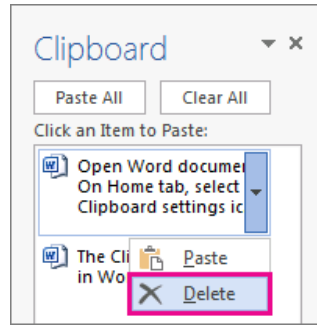 Clipboard
Paste All Clear All
Click an Item to Paste:
Open Word documer
On Home tab, select
Clipboard settings ic
The Cli
in Wo
Paste
Delete